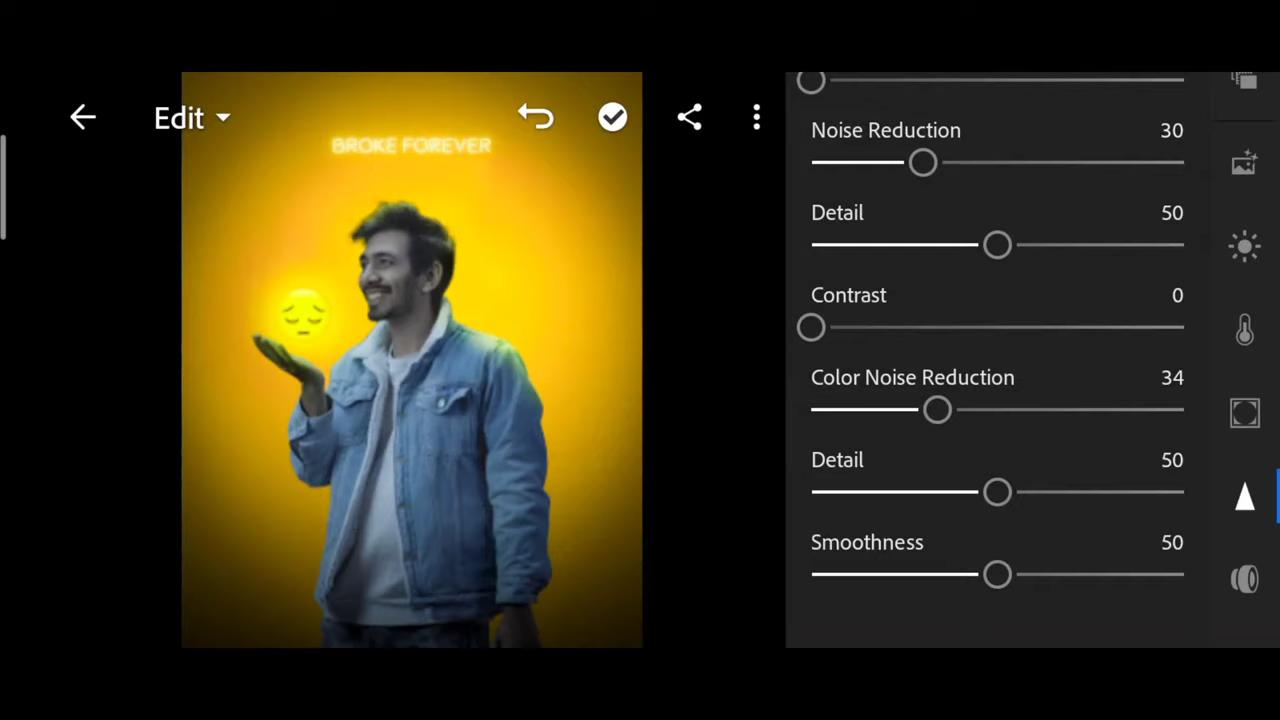 Edit
BROKE FOREVER
Noise Reduction 30
Detail 50
Contrast 0
Color Noise Reduction 34
Detail 50
Smoothness 50